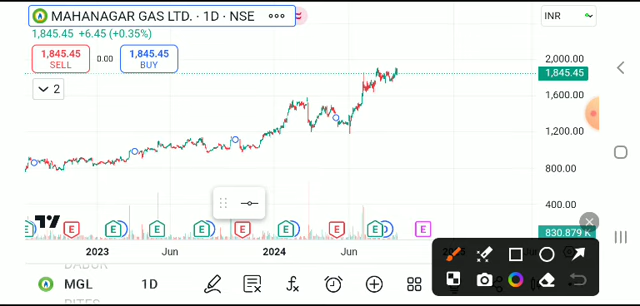 MAHANAGAR GAS LTD. · 1D · NSE
INR
1,845.45 +6.45 (+0.35%)
1,845.45
SELL
0.00
1,845.45
BUY
2
2,000.00
1,845.45
1,600.00
1,200.00
800.00
400.00
830.879 K
E E E E E E E E E
2023 Jun 2024 Jun
DABUR
MGL 1D